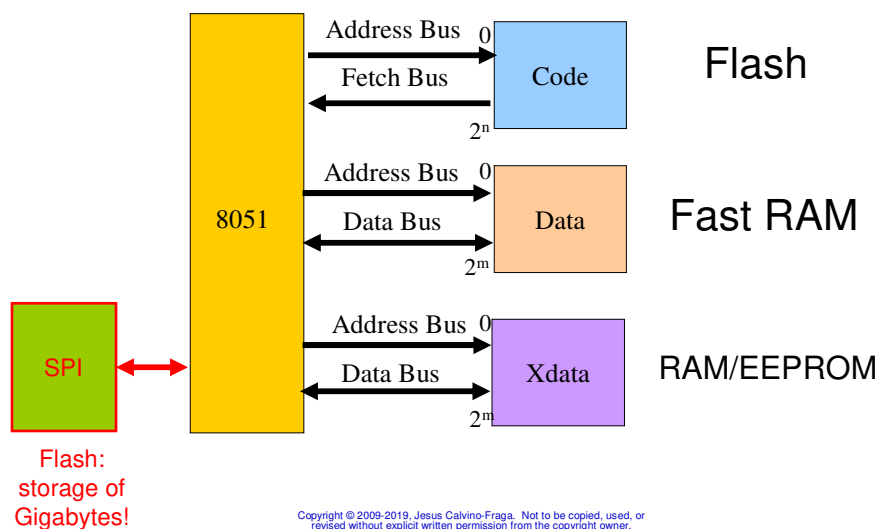 Address Bus 0
Fetch Bus
Code
2ⁿ
Flash
Address Bus 0
8051
Data Bus
Data
2ᵐ
Fast RAM
Address Bus 0
SPI
Data Bus
Xdata
2ᵐ
RAM/EEPROM
Flash:
storage of
Gigabytes!
Copyright © 2009-2019, Jesus Calvino-Fraga. Not to be copied, used, or
revised without explicit written permission from the copyright owner.